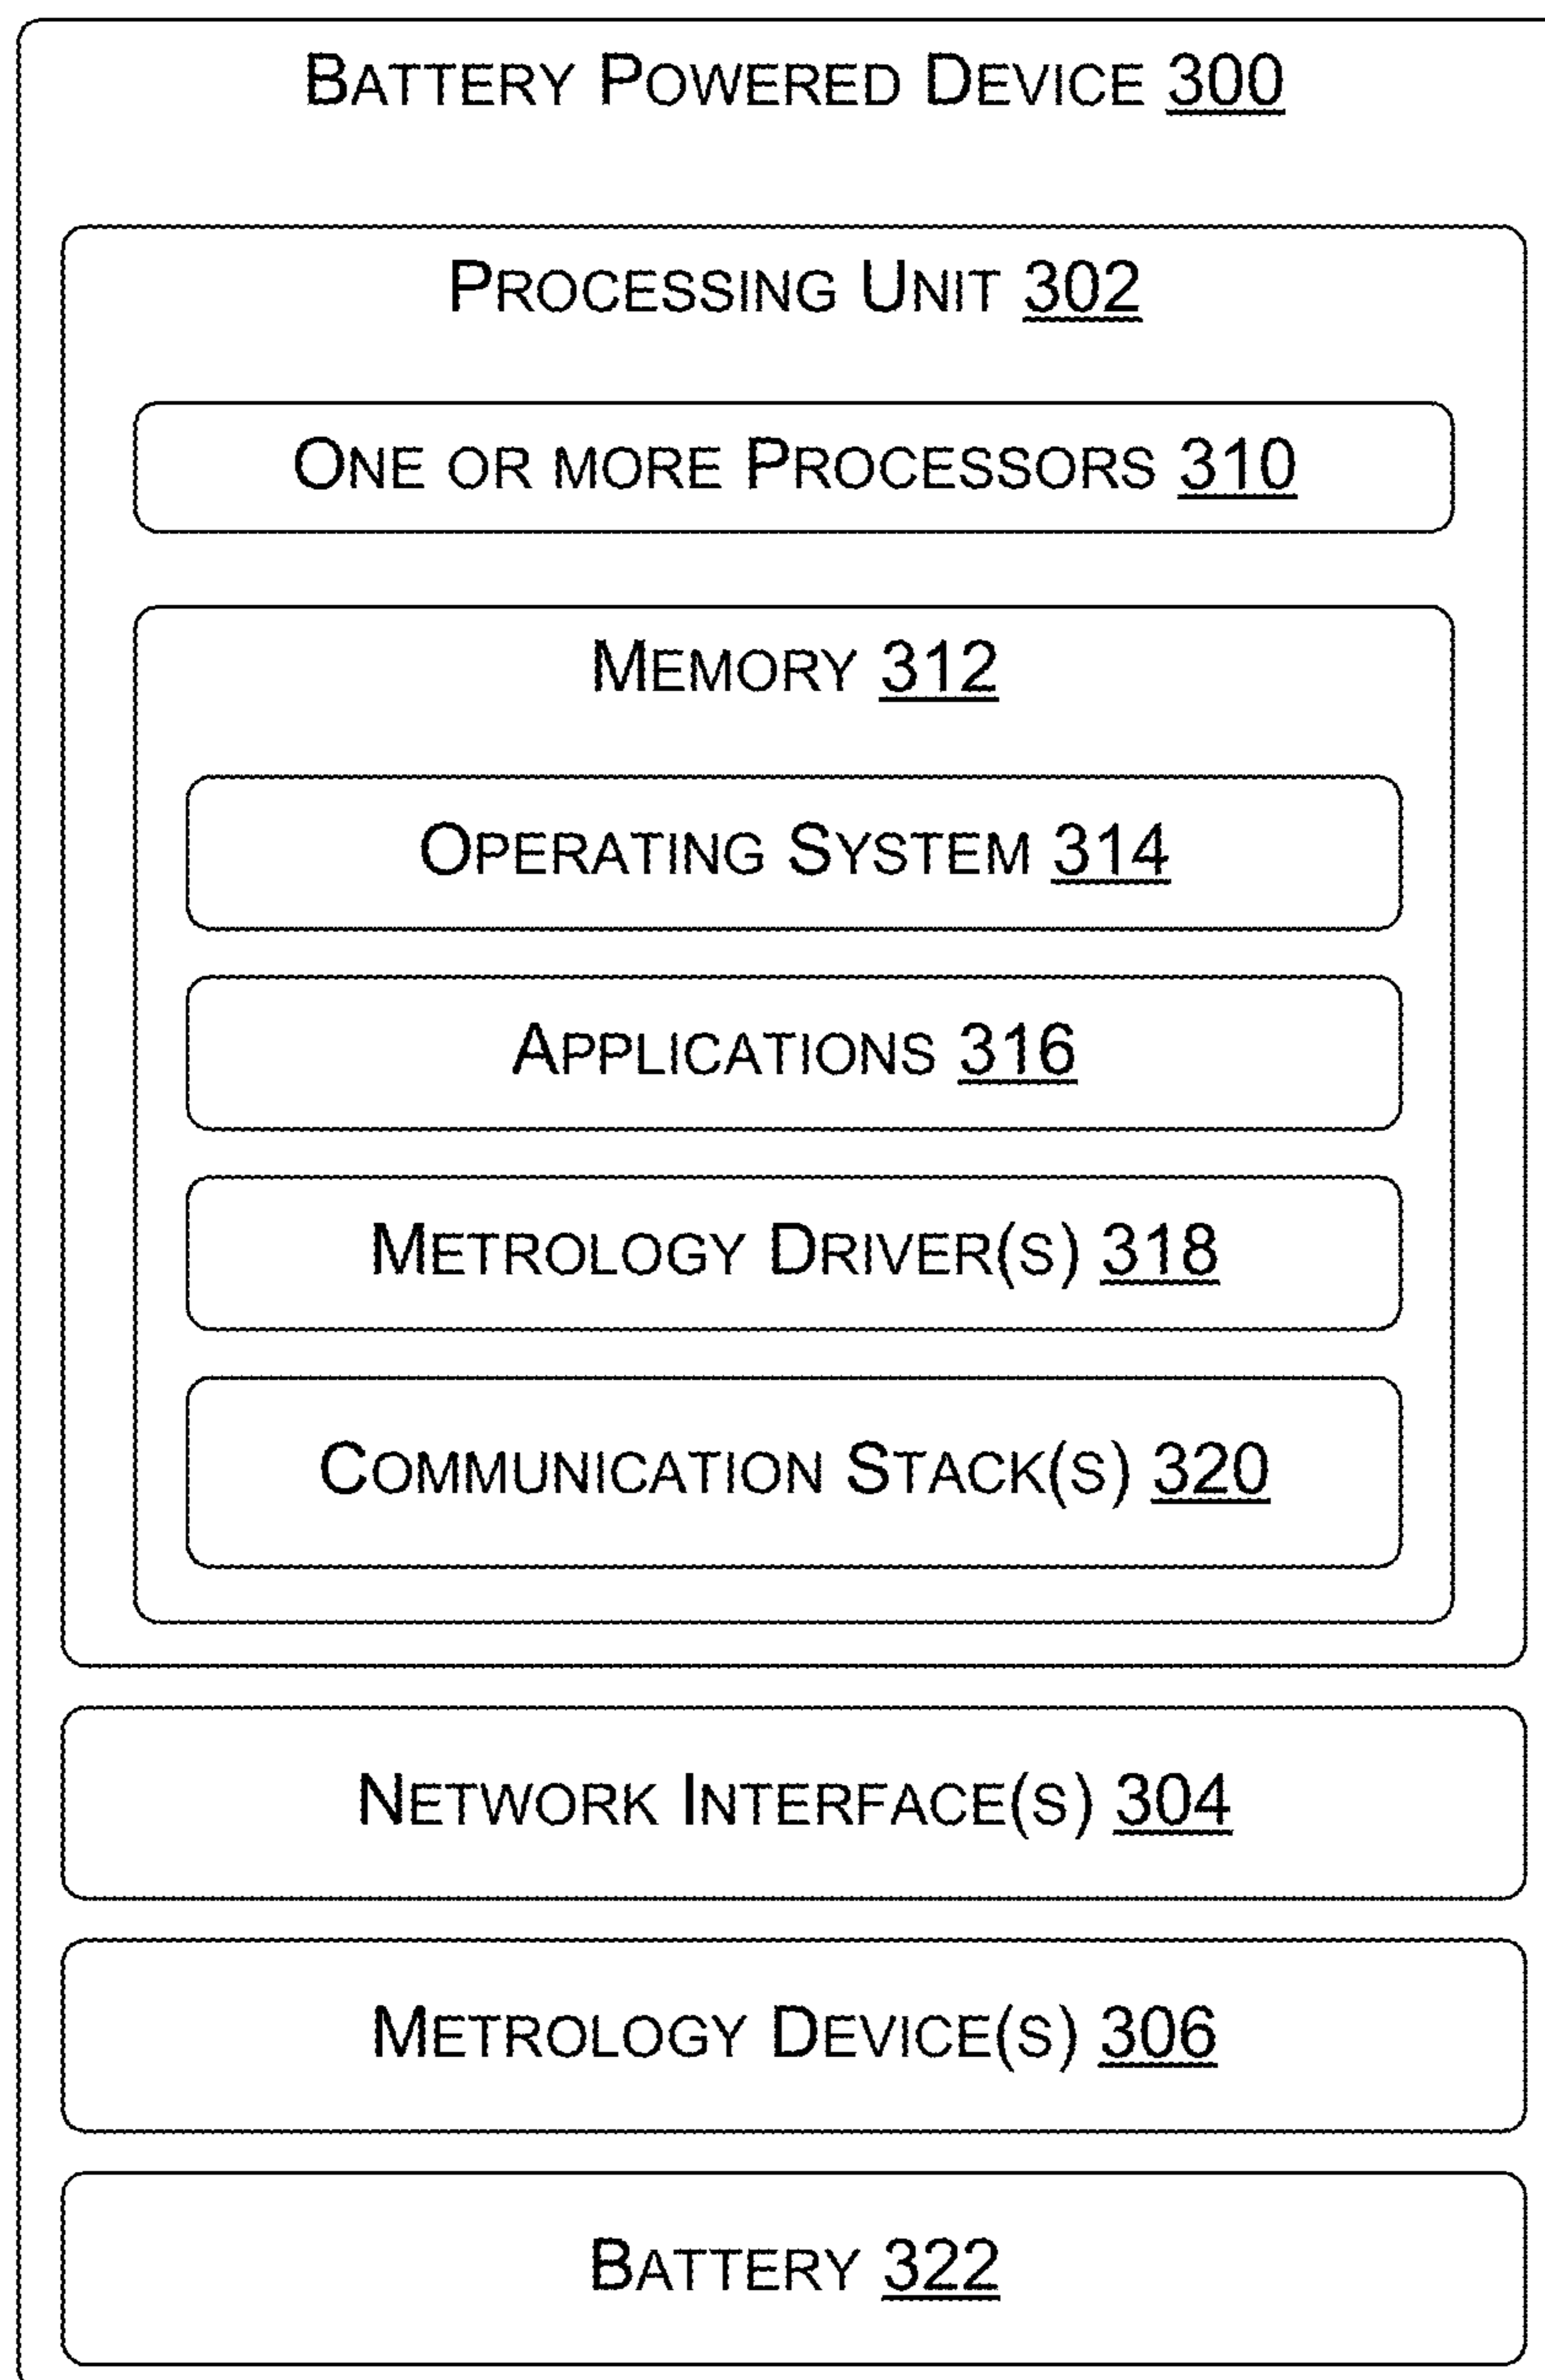 BATTERY POWERED DEVICE 300
PROCESSING UNIT 302
ONE OR MORE PROCESSORS 310
MEMORY 312
OPERATING SYSTEM 314
APPLICATIONS 316
METROLOGY DRIVER(S) 318
COMMUNICATION STACK(S) 320
NETWORK INTERFACE(S) 304
METROLOGY DEVICE(S) 306
BATTERY 322